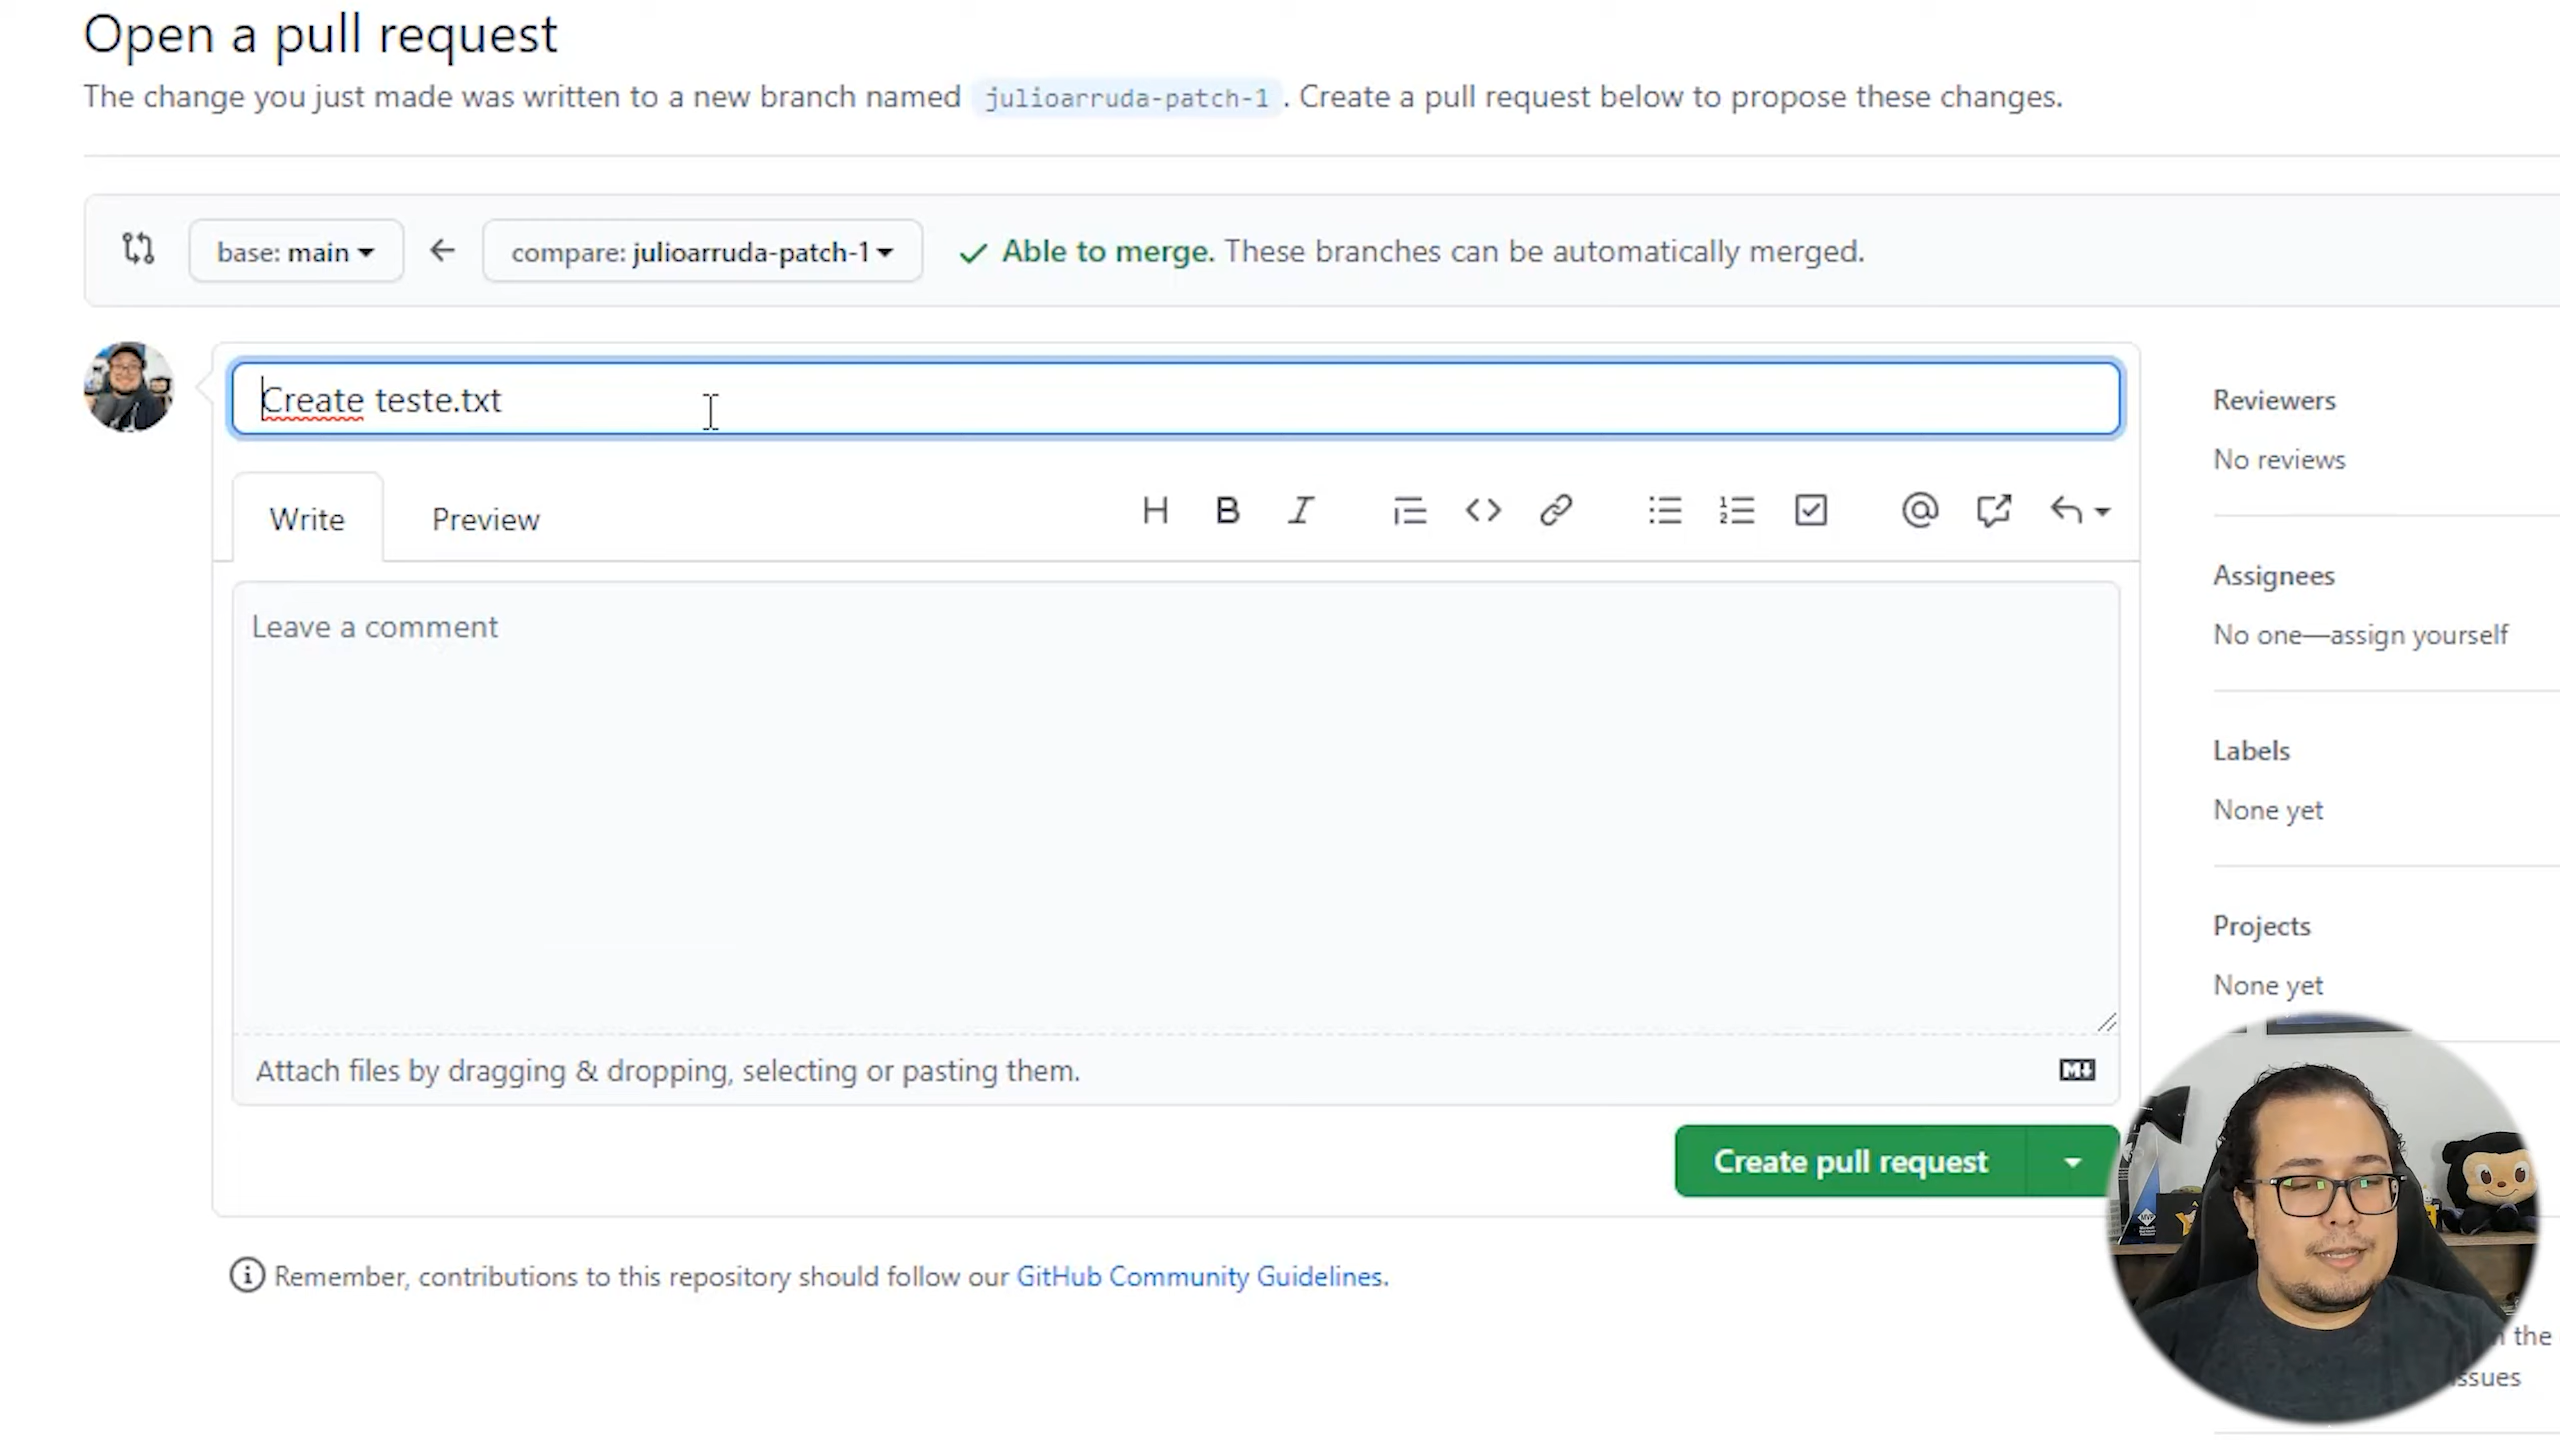 Open a pull request
The change you just made was written to a new branch named julioarruda-patch-1. Create a pull request below to propose these changes.
base: main
compare: julioarruda-patch-1
Able to merge. These branches can be automatically merged.
Create teste.txt
Write
Preview
Leave a comment
Attach files by dragging & dropping, selecting or pasting them.
Create pull request
Remember, contributions to this repository should follow our GitHub Community Guidelines.
Reviewers
No reviews
Assignees
No one—assign yourself
Labels
None yet
Projects
None yet
the